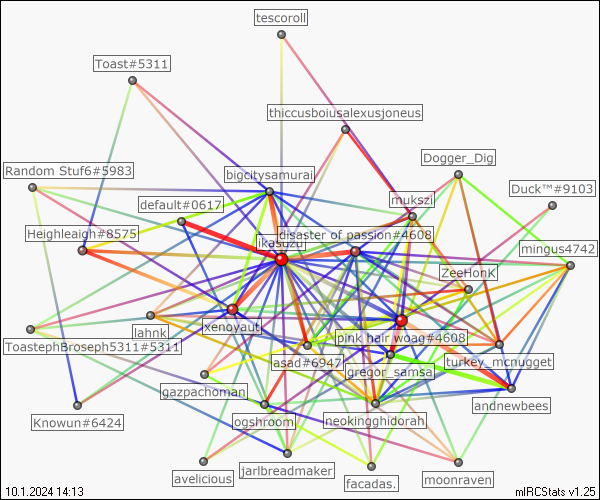 tescoroll
Toast#5311
thiccusboiusalexusjoneus
Dogger_Dig
Random Stuf6#5983
bigcitysamurai
Duck™#9103
default#0617
mukszi
Heighleaigh#8575
ikasuzu
disaster of passion#4608
mingus4742
ZeeHonk
lahnk
xenoyaut
ToastephBroseph5311#5311
pink hair woag#4608
asad#6947
gregor_samsa
turkey_mcnugget
gazpachoman
andnewbees
Knowun#6424
ogshroom
neokingghidorah
avelicious
jarlbreadmaker
facadas.
moonraven
10.1.2024 14:13
mIRCStats v1.25